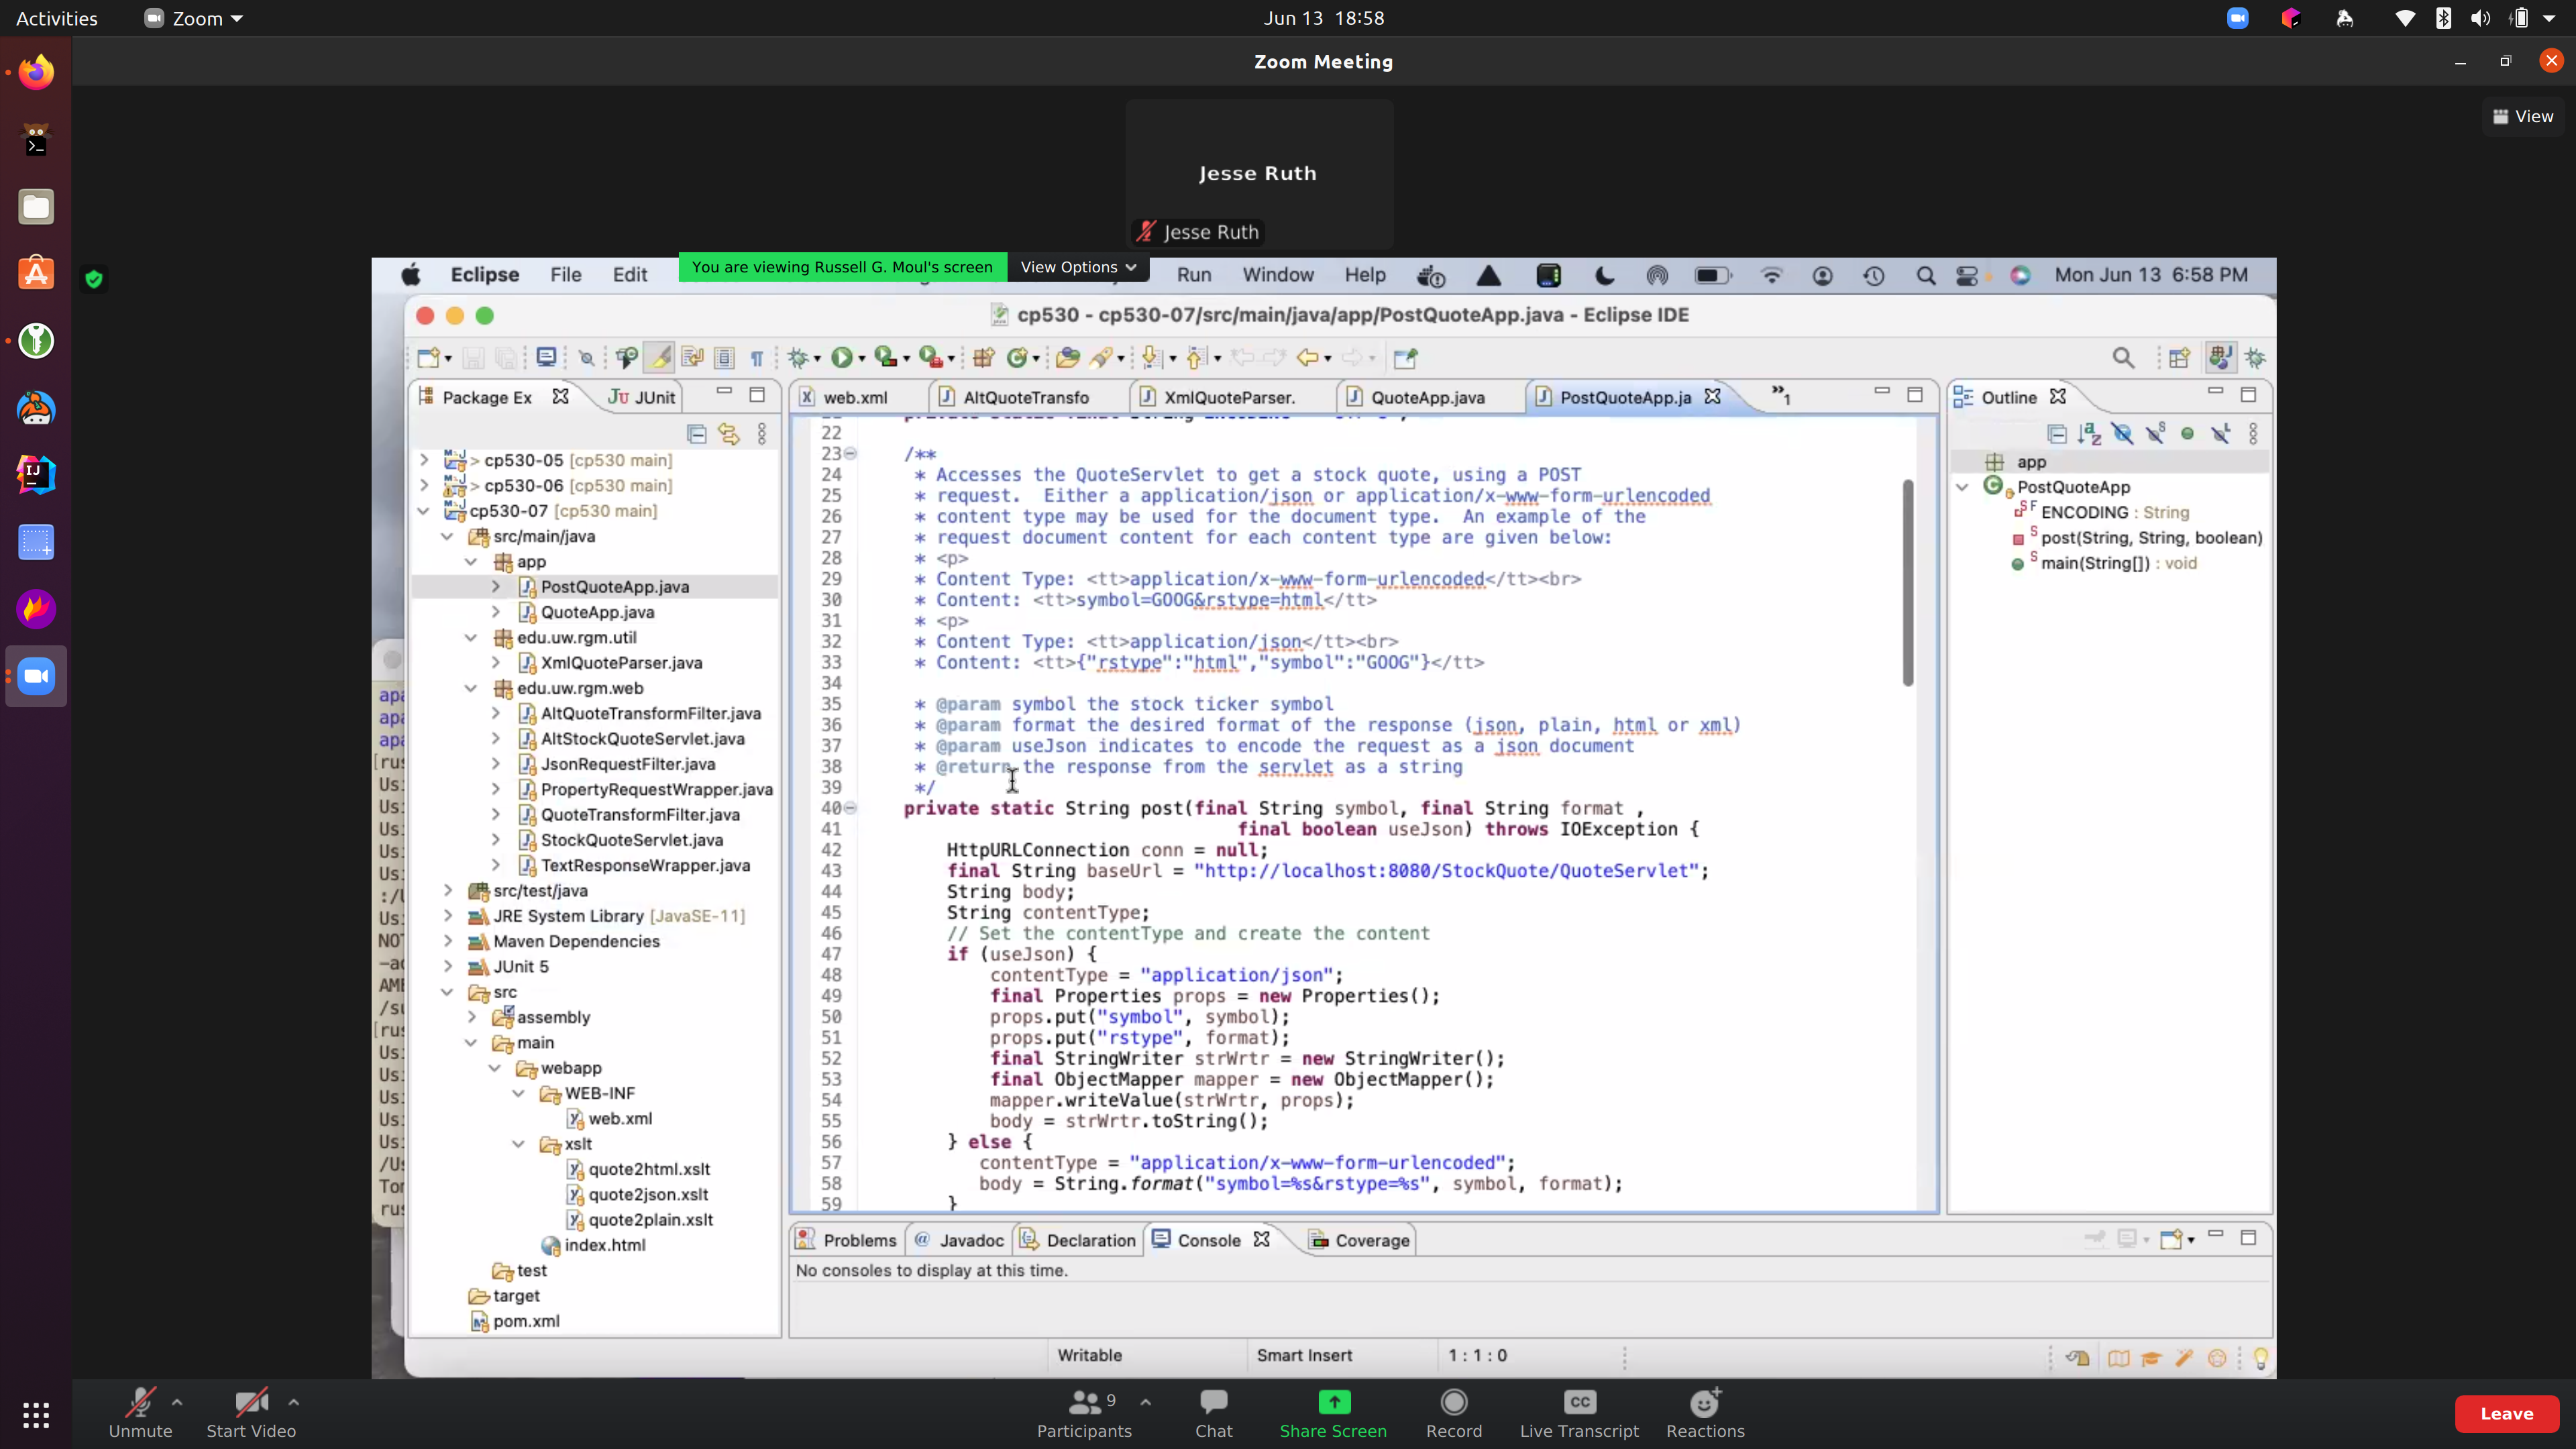 Activities
Zoom
Jun 13 18:58
Zoom Meeting
View
Jesse Ruth
Jesse Ruth
You are viewing Russell G. Moul's screen
View Options
Eclipse File Edit Run Window Help
Mon Jun 13 6:58 PM
cp530 - cp530-07/src/main/java/app/PostQuoteApp.java - Eclipse IDE
Package Ex
JUnit
web.xml
AltQuoteTransfo
XmlQuoteParser.
QuoteApp.java
PostQuoteApp.ja
»1
Outline
> cp530-05 [cp530 main]
> cp530-06 [cp530 main]
cp530-07 [cp530 main]
src/main/java
app
PostQuoteApp.java
QuoteApp.java
edu.uw.rgm.util
XmlQuoteParser.java
edu.uw.rgm.web
AltQuoteTransformFilter.java
AltStockQuoteServlet.java
JsonRequestFilter.java
PropertyRequestWrapper.java
QuoteTransformFilter.java
StockQuoteServlet.java
TextResponseWrapper.java
src/test/java
JRE System Library [JavaSE-11]
Maven Dependencies
JUnit 5
src
assembly
main
webapp
WEB-INF
web.xml
xslt
quote2html.xslt
quote2json.xslt
quote2plain.xslt
index.html
test
target
pom.xml
22
23 /**
24 * Accesses the QuoteServlet to get a stock quote, using a POST
25 * request. Either a application/json or application/x-www-form-urlencoded
26 * content type may be used for the document type. An example of the
27 * request document content for each content type are given below:
28 * <p>
29 * Content Type: <tt>application/x-www-form-urlencoded</tt><br>
30 * Content: <tt>symbol=GOOG&rstype=html</tt>
31 * <p>
32 * Content Type: <tt>application/json</tt><br>
33 * Content: <tt>{"rstype":"html","symbol":"GOOG"}</tt>
34
35 * @param symbol the stock ticker symbol
36 * @param format the desired format of the response (json, plain, html or xml)
37 * @param useJson indicates to encode the request as a json document
38 * @return the response from the servlet as a string
39 */
40 private static String post(final String symbol, final String format ,
41 final boolean useJson) throws IOException {
42 HttpURLConnection conn = null;
43 final String baseUrl = "http://localhost:8080/StockQuote/QuoteServlet";
44 String body;
45 String contentType;
46 // Set the contentType and create the content
47 if (useJson) {
48 contentType = "application/json";
49 final Properties props = new Properties();
50 props.put("symbol", symbol);
51 props.put("rstype", format);
52 final StringWriter strWrtr = new StringWriter();
53 final ObjectMapper mapper = new ObjectMapper();
54 mapper.writeValue(strWrtr, props);
55 body = strWrtr.toString();
56 } else {
57 contentType = "application/x-www-form-urlencoded";
58 body = String.format("symbol=%s&rstype=%s", symbol, format);
59 }
app
PostQuoteApp
ENCODING : String
post(String, String, boolean)
main(String[]) : void
Problems
Javadoc
Declaration
Console
Coverage
No consoles to display at this time.
Writable
Smart Insert
1 : 1 : 0
Unmute
Start Video
Participants 9
Chat
Share Screen
Record
CC
Live Transcript
Reactions
Leave